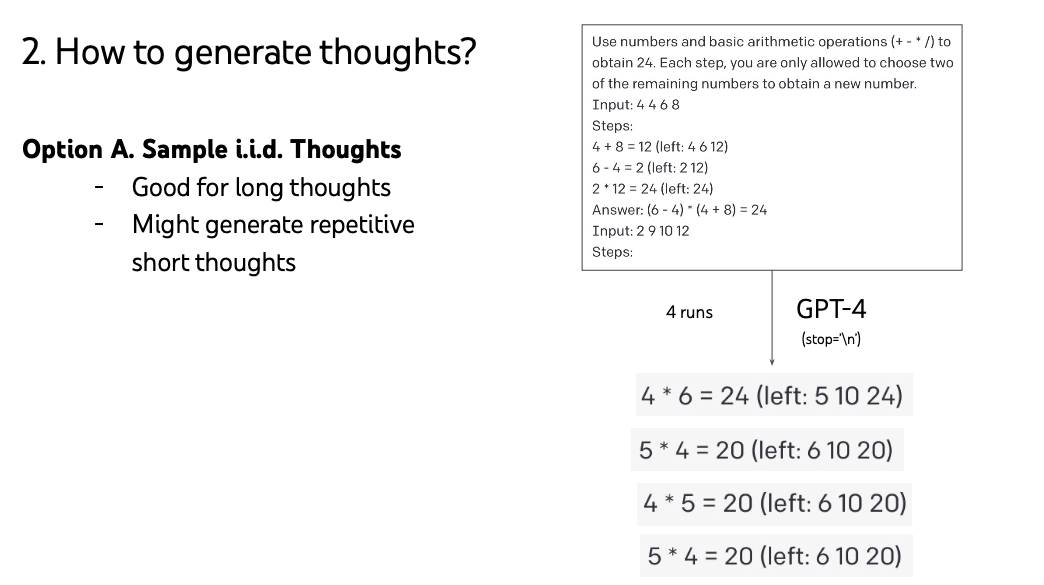 2. How to generate thoughts?
Option A. Sample i.i.d. Thoughts
- Good for long thoughts
- Might generate repetitive
short thoughts
Use numbers and basic arithmetic operations (+ - * /) to
obtain 24. Each step, you are only allowed to choose two
of the remaining numbers to obtain a new number.
Input: 4 4 6 8
Steps:
4 + 8 = 12 (left: 4 6 12)
6 - 4 = 2 (left: 2 12)
2 * 12 = 24 (left: 24)
Answer: (6 - 4) * (4 + 8) = 24
Input: 2 9 10 12
Steps:
4 runs
GPT-4
(stop='\n')
4 * 6 = 24 (left: 5 10 24)
5 * 4 = 20 (left: 6 10 20)
4 * 5 = 20 (left: 6 10 20)
5 * 4 = 20 (left: 6 10 20)